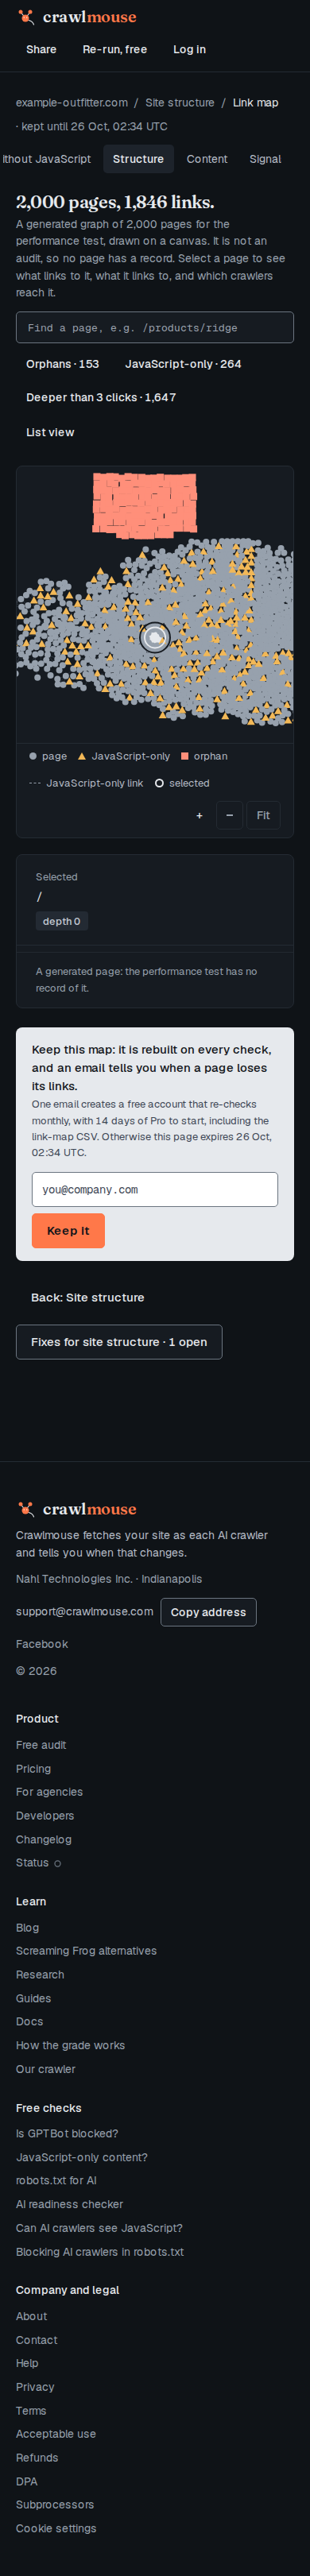 crawlmouse
Share Re-run, free Log in
example-outfitter.com / Site structure / Link map
· kept until 26 Oct, 02:34 UTC
ithout JavaScript Structure Content Signal
2,000 pages, 1,846 links.
A generated graph of 2,000 pages for the
performance test, drawn on a canvas. It is not an
audit, so no page has a record. Select a page to see
what links to it, what it links to, and which crawlers
reach it.
Find a page, e.g. /products/ridge
Orphans · 153 JavaScript-only · 264
Deeper than 3 clicks · 1,647
List view
page JavaScript-only orphan
JavaScript-only link selected
+ − Fit
Selected
/
depth 0
A generated page: the performance test has no
record of it.
Keep this map: it is rebuilt on every check,
and an email tells you when a page loses
its links.
One email creates a free account that re-checks
monthly, with 14 days of Pro to start, including the
link-map CSV. Otherwise this page expires 26 Oct,
02:34 UTC.
you@company.com
Keep it
Back: Site structure
Fixes for site structure · 1 open
crawlmouse
Crawlmouse fetches your site as each AI crawler
and tells you when that changes.
Nahl Technologies Inc. · Indianapolis
support@crawlmouse.com Copy address
Facebook
© 2026
Product
Free audit
Pricing
For agencies
Developers
Changelog
Status
Learn
Blog
Screaming Frog alternatives
Research
Guides
Docs
How the grade works
Our crawler
Free checks
Is GPTBot blocked?
JavaScript-only content?
robots.txt for AI
AI readiness checker
Can AI crawlers see JavaScript?
Blocking AI crawlers in robots.txt
Company and legal
About
Contact
Help
Privacy
Terms
Acceptable use
Refunds
DPA
Subprocessors
Cookie settings